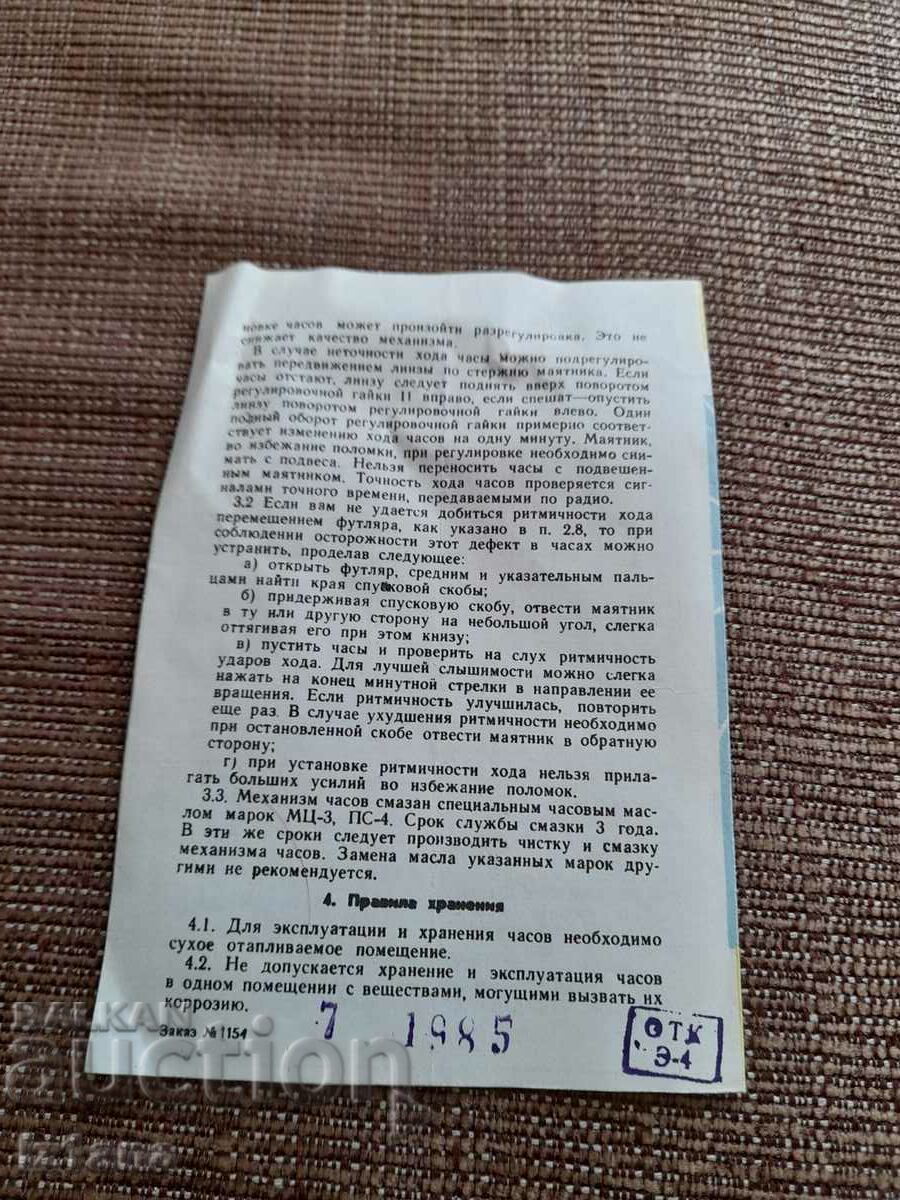 новке часов может произойти разрегулировка. Это не
снижает качество механизма.
В случае неточности хода часы можно подрегулиро-
вать передвижением линзы по стержню маятника. Если
часы отстают, линзу следует поднять вверх поворотом
регулировочной гайки 11 вправо, если спешат—опустить
линзу поворотом регулировочной гайки влево. Один
полный оборот регулировочной гайки примерно соответ-
ствует изменению хода часов на одну минуту. Маятник,
во избежание поломки, при регулировке необходимо сни-
мать с подвеса. Нельзя переносить часы с подвешен-
ным маятником. Точность хода часов проверяется сиг-
налами точного времени, передаваемыми по радио.
3.2 Если вам не удается добиться ритмичности хода
перемещением футляра, как указано в п. 2.8, то при
соблюдении осторожности этот дефект в часах можно
устранить, проделав следующее:
а) открыть футляр, средним и указательным паль-
цами найти края спусковой скобы;
б) придерживая спусковую скобу, отвести маятник
в ту или другую сторону на небольшой угол, слегка
оттягивая его при этом книзу;
в) пустить часы и проверить на слух ритмичность
ударов хода. Для лучшей слышимости можно слегка
нажать на конец минутной стрелки в направлении ее
вращения. Если ритмичность улучшилась, повторить
еще раз. В случае ухудшения ритмичности необходимо
при остановленной скобе отвести маятник в обратную
сторону;
г) при установке ритмичности хода нельзя прила-
гать больших усилий во избежание поломок.
3.3. Механизм часов смазан специальным часовым мас-
лом марок МЦ-3, ПС-4. Срок службы смазки 3 года.
В эти же сроки следует производить чистку и смазку
механизма часов. Замена масла указанных марок дру-
гими не рекомендуется.
4. Правила хранения
4.1. Для эксплуатации и хранения часов необходимо
сухое отапливаемое помещение.
4.2. Не допускается хранение и эксплуатация часов
в одном помещении с веществами, могущими вызвать их
коррозию.
Заказ № 1154
7 1985
ОТК
Э-4
BALKAN
auction